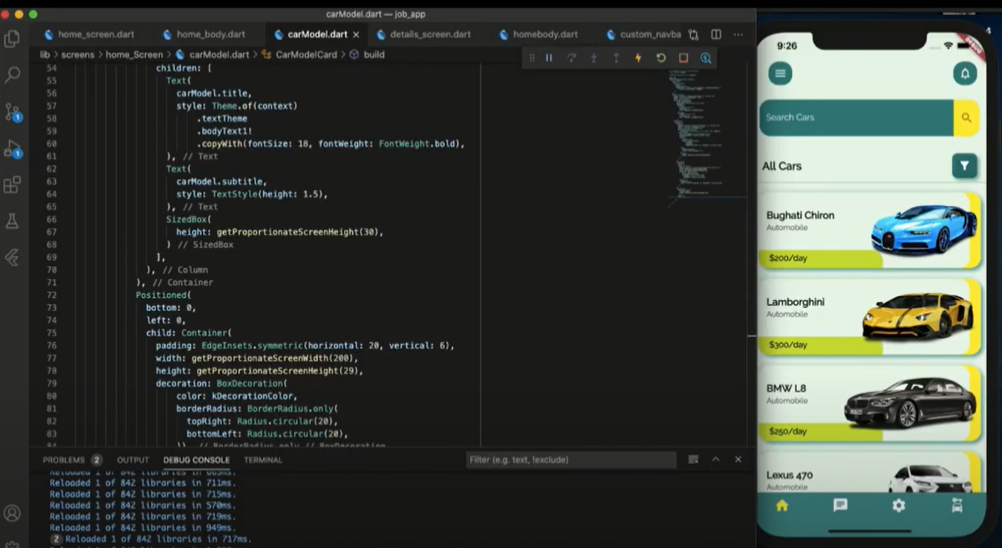 carModel.dart — job_app
home_screen.dart
home_body.dart
carModel.dart
details_screen.dart
homebody.dart
custom_navba
lib > screens > home_Screen > carModel.dart > CarModelCard > build
54 children: [
55 Text(
56 carModel.title,
57 style: Theme.of(context)
58 .textTheme
59 .bodyText1!
60 .copyWith(fontSize: 18, fontWeight: FontWeight.bold),
61 ), // Text
62 Text(
63 carModel.subtitle,
64 style: TextStyle(height: 1.5),
65 ), // Text
66 SizedBox(
67 height: getProportionateScreenHeight(30),
68 ) // SizedBox
69 ],
70 ), // Column
71 ), // Container
72 Positioned(
73 bottom: 0,
74 left: 0,
75 child: Container(
76 padding: EdgeInsets.symmetric(horizontal: 20, vertical: 6),
77 width: getProportionateScreenWidth(200),
78 height: getProportionateScreenHeight(29),
79 decoration: BoxDecoration(
80 color: kDecorationColor,
81 borderRadius: BorderRadius.only(
82 topRight: Radius.circular(20),
83 bottomLeft: Radius.circular(20),
PROBLEMS 2 OUTPUT DEBUG CONSOLE TERMINAL
Filter (e.g. text, !exclude)
Reloaded 1 of 842 libraries in 711ms.
Reloaded 1 of 842 libraries in 715ms.
Reloaded 1 of 842 libraries in 570ms.
Reloaded 1 of 842 libraries in 719ms.
Reloaded 1 of 842 libraries in 949ms.
2 Reloaded 1 of 842 libraries in 717ms.
9:26
Search Cars
All Cars
Bughati Chiron
Automobile
$200/day
Lamborghini
Automobile
$300/day
BMW L8
Automobile
$250/day
Lexus 470
Automobile